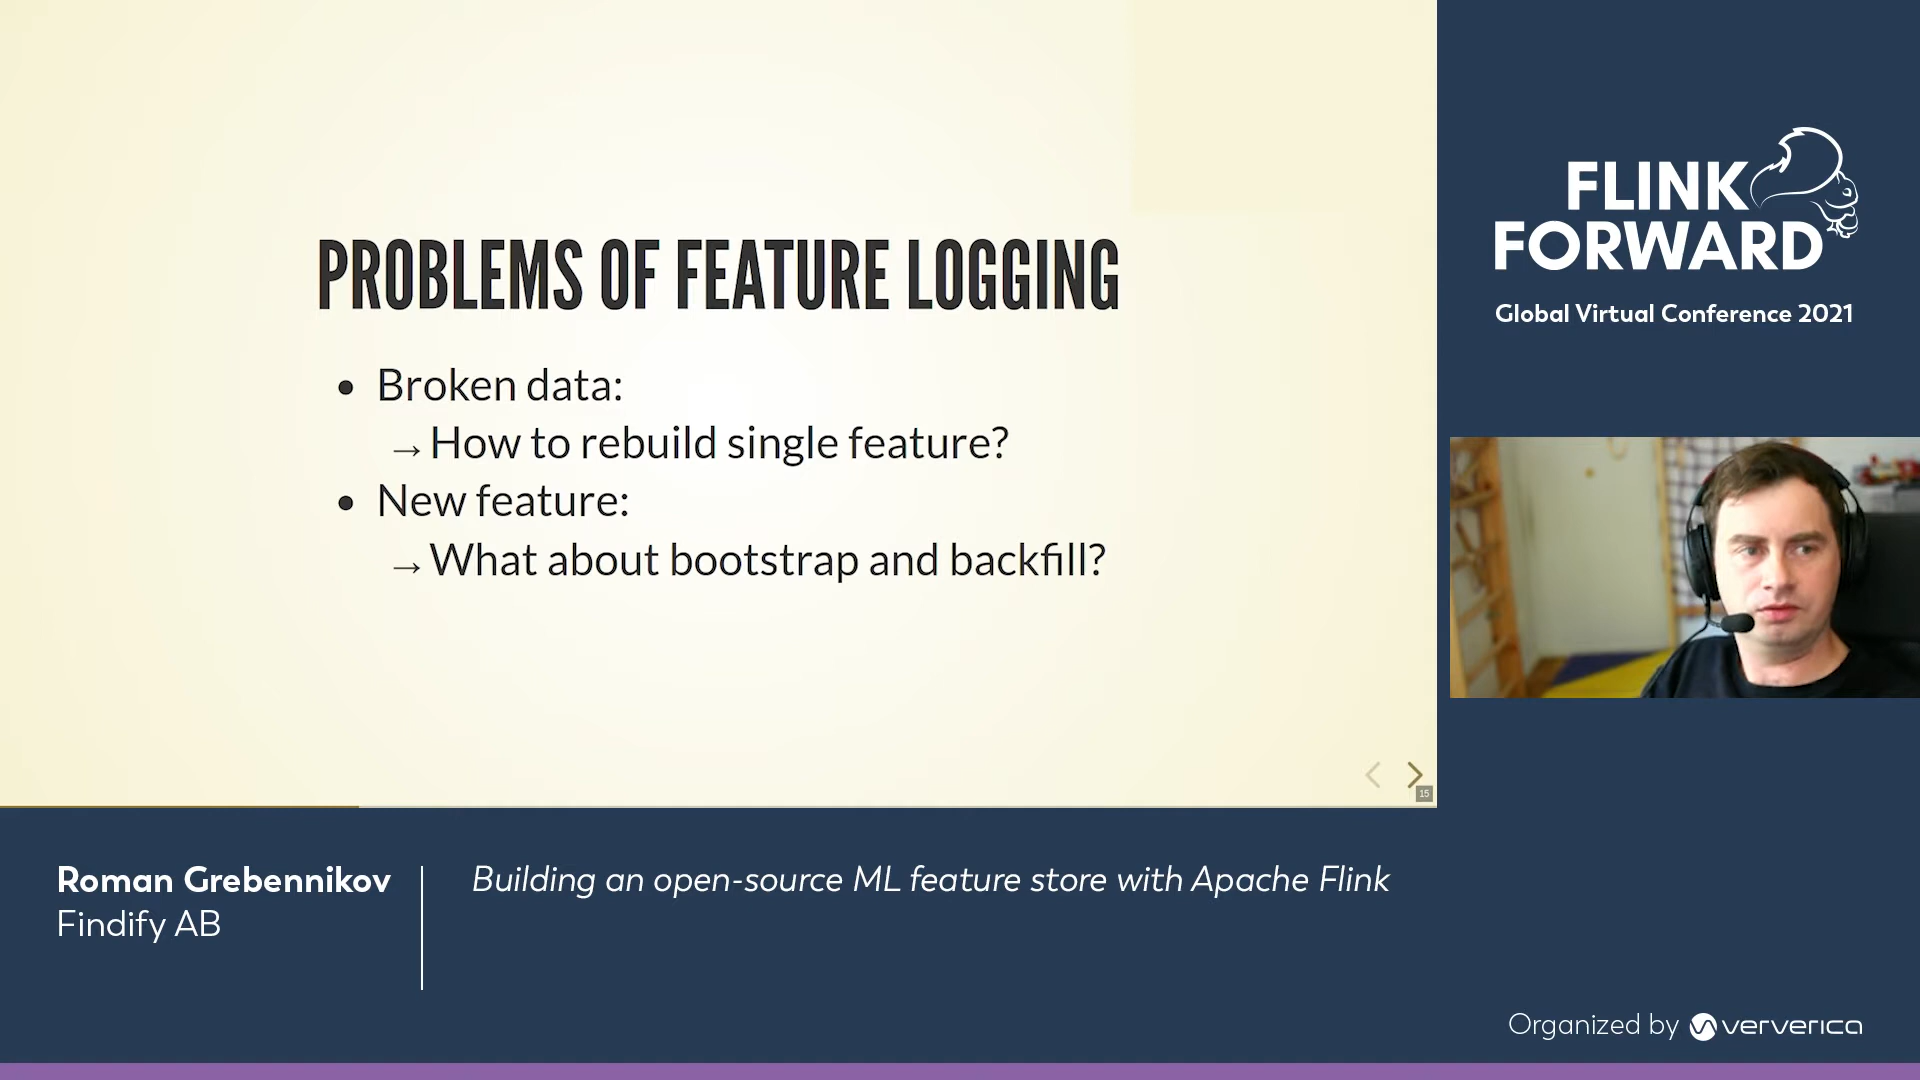 PROBLEMS OF FEATURE LOGGING
• Broken data:
→ How to rebuild single feature?
• New feature:
→ What about bootstrap and backfill?
15
FLINK
FORWARD
Global Virtual Conference 2021
Roman Grebennikov
Findify AB
Building an open-source ML feature store with Apache Flink
Organized by ververica